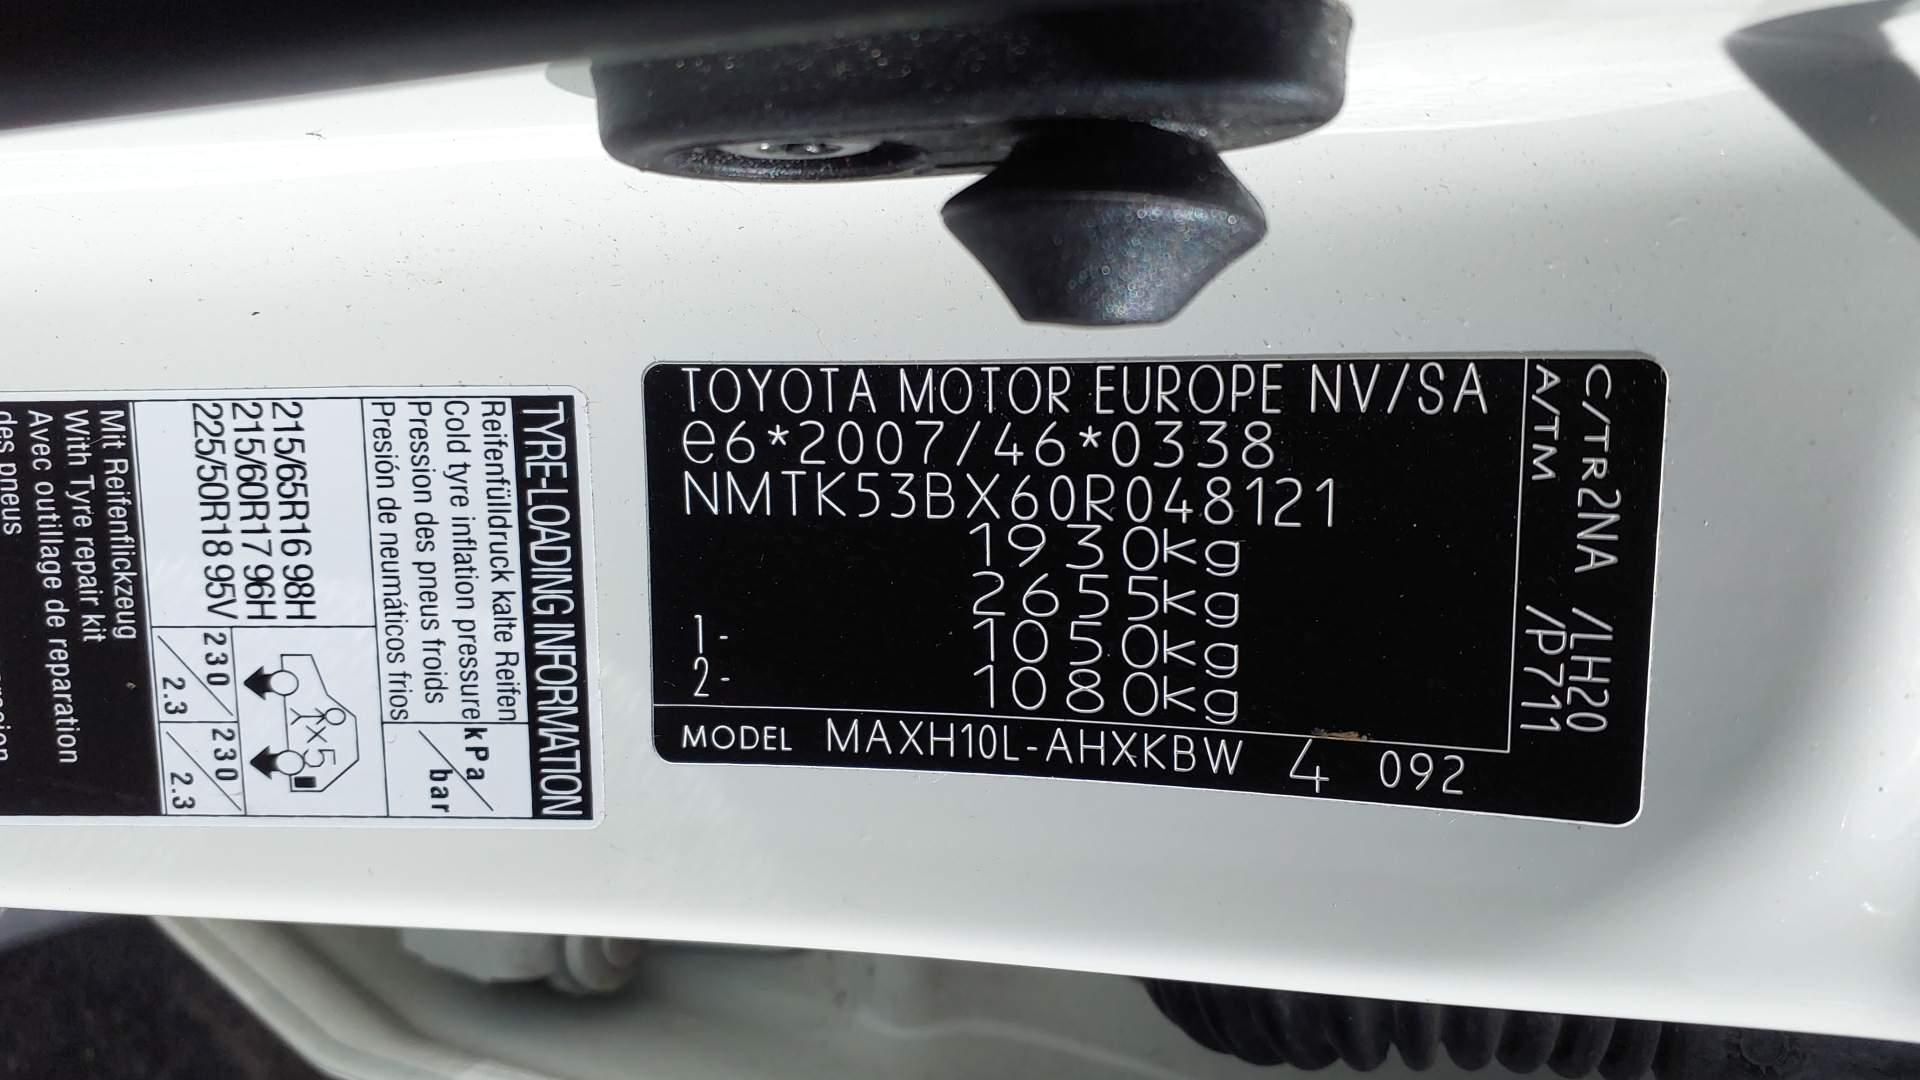 TOYOTA MOTOR EUROPE NV/SA
e6*2007/46*0338
NMTK53BX60R048121
1930kg
2655kg
1- 1050kg
2- 1080kg
MODEL MAXH10L-AHXKBW 4 092
C/TR2NA /LH20
A/TM /P711
TYRE-LOADING INFORMATION
Reifenfülldruck kalte Reifen
Cold tyre inflation pressure
Pression des pneus froids
Presión de neumáticos frios
kPa/bar
x5
215/65R16 98H
215/60R17 96H
225/50R18 95V
230/2.3 230/2.3
Mit Reifenflickzeug
With Tyre repair kit
Avec outillage de reparation
des pneus